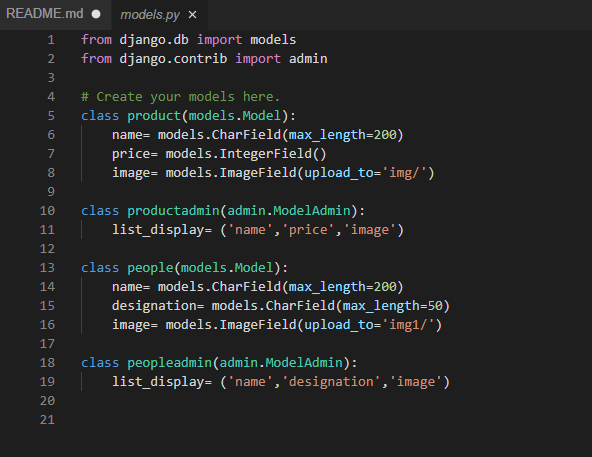 README.md ● models.py ×
1 from django.db import models
2 from django.contrib import admin
3
4 # Create your models here.
5 class product(models.Model):
6     name= models.CharField(max_length=200)
7     price= models.IntegerField()
8     image= models.ImageField(upload_to='img/')
9
10 class productadmin(admin.ModelAdmin):
11     list_display= ('name','price','image')
12
13 class people(models.Model):
14     name= models.CharField(max_length=200)
15     designation= models.CharField(max_length=50)
16     image= models.ImageField(upload_to='img1/')
17
18 class peopleadmin(admin.ModelAdmin):
19     list_display= ('name','designation','image')
20
21